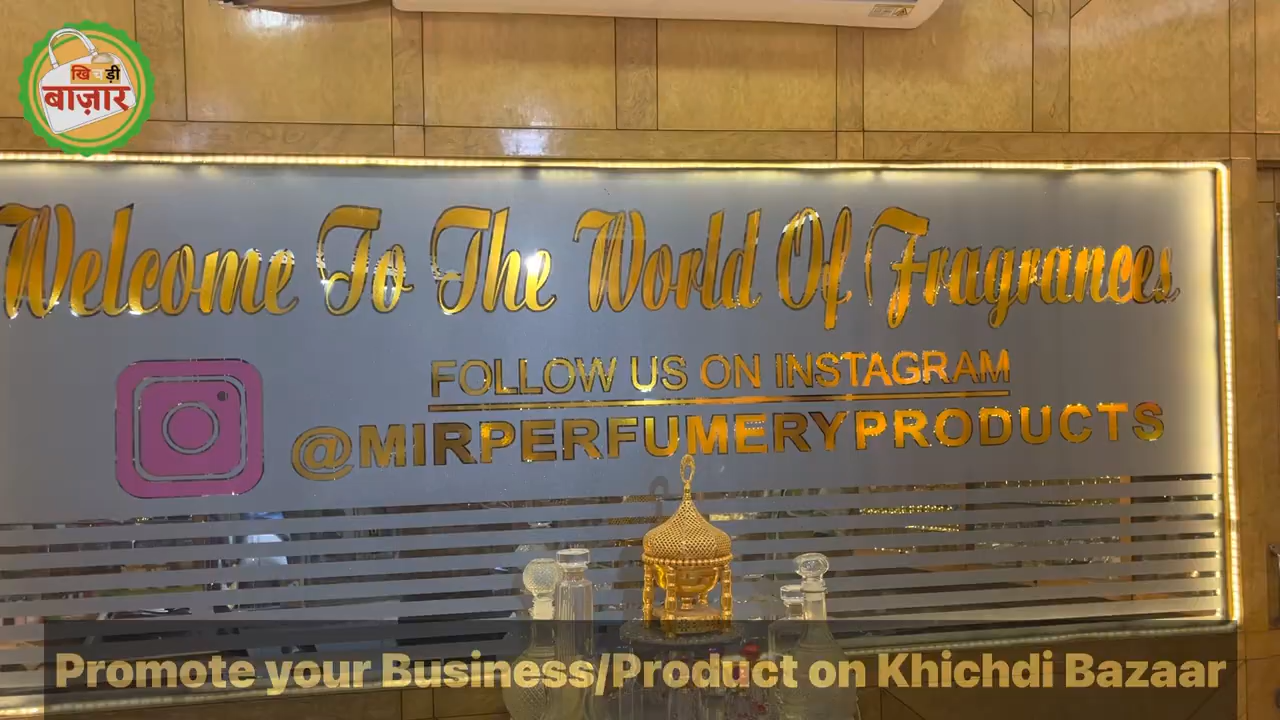 खिचड़ी
बाज़ार
Welcome To The World Of Fragrances
FOLLOW US ON INSTAGRAM
@MIRPERFUMERYPRODUCTS
Promote your Business/Product on Khichdi Bazaar